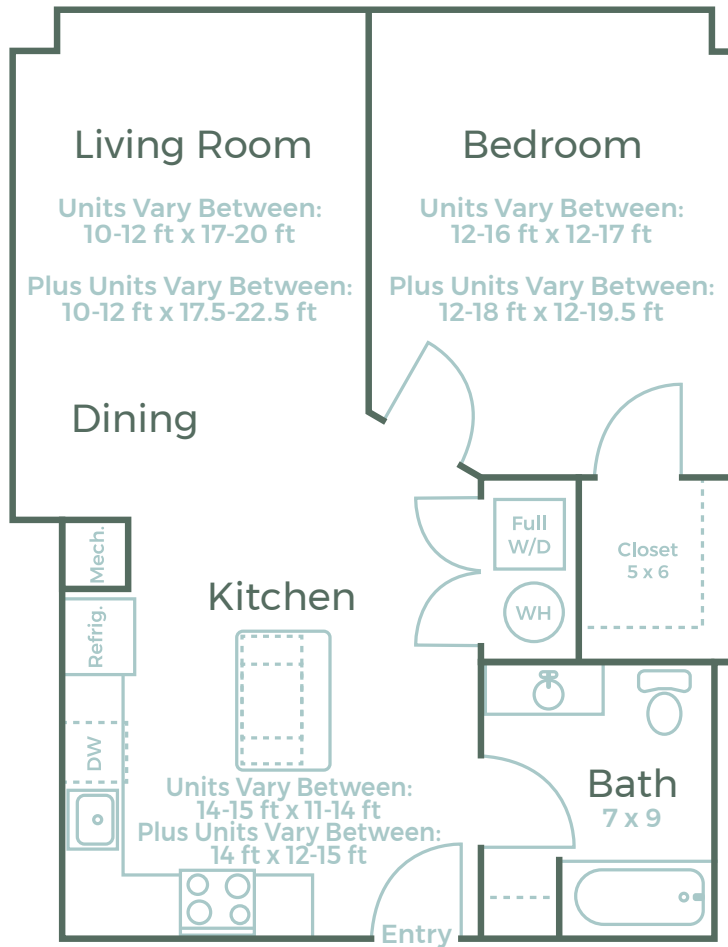 Living Room
Units Vary Between:
10-12 ft x 17-20 ft
Plus Units Vary Between:
10-12 ft x 17.5-22.5 ft
Bedroom
Units Vary Between:
12-16 ft x 12-17 ft
Plus Units Vary Between:
12-18 ft x 12-19.5 ft
Dining
Mech.
Full
W/D
Closet
5 x 6
Kitchen
WH
Refrig.
DW
Units Vary Between:
14-15 ft x 11-14 ft
Plus Units Vary Between:
14 ft x 12-15 ft
Bath
7 x 9
Entry